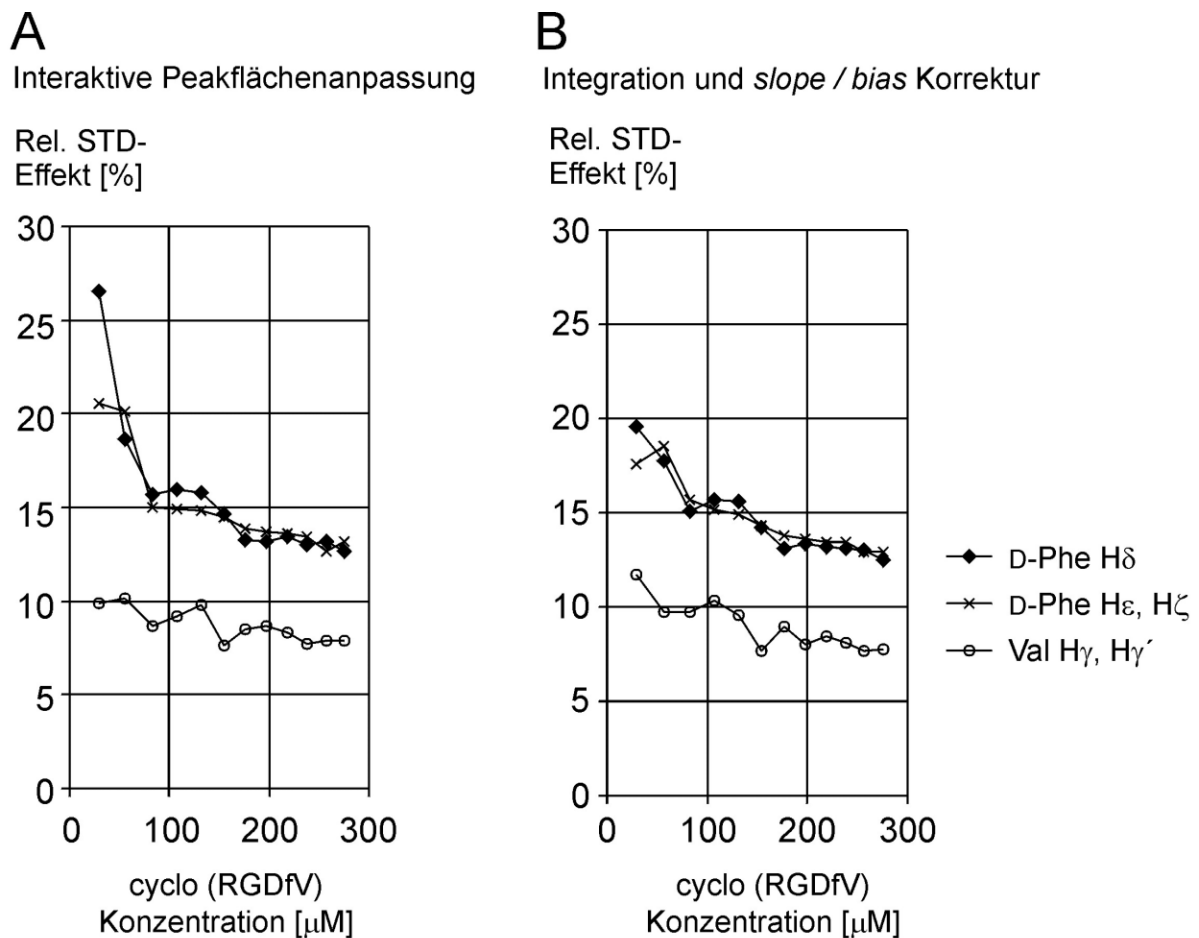 A
Interaktive Peakflächenanpassung
Rel. STD-
Effekt [%]
30
25
20
15
10
5
0
0 100 200 300
cyclo (RGDfV)
Konzentration [µM]
B
Integration und slope / bias Korrektur
Rel. STD-
Effekt [%]
30
25
20
15
10
5
0
0 100 200 300
cyclo (RGDfV)
Konzentration [µM]
D-Phe Hδ
D-Phe Hε, Hζ
Val Hγ, Hγ´